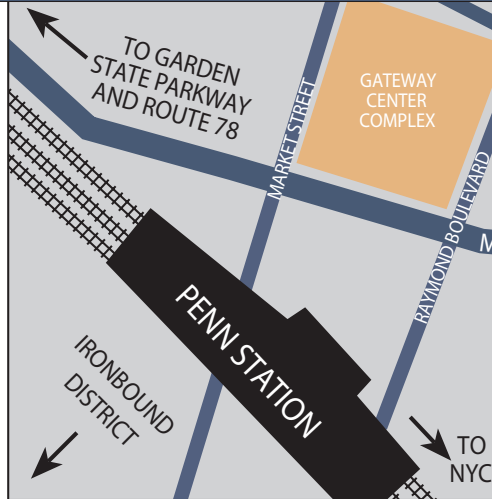 TO GARDEN
STATE PARKWAY
AND ROUTE 78
GATEWAY
CENTER
COMPLEX
MARKET STREET
RAYMOND BOULEVARD
M
PENN STATION
IRONBOUND
DISTRICT
TO
NYC